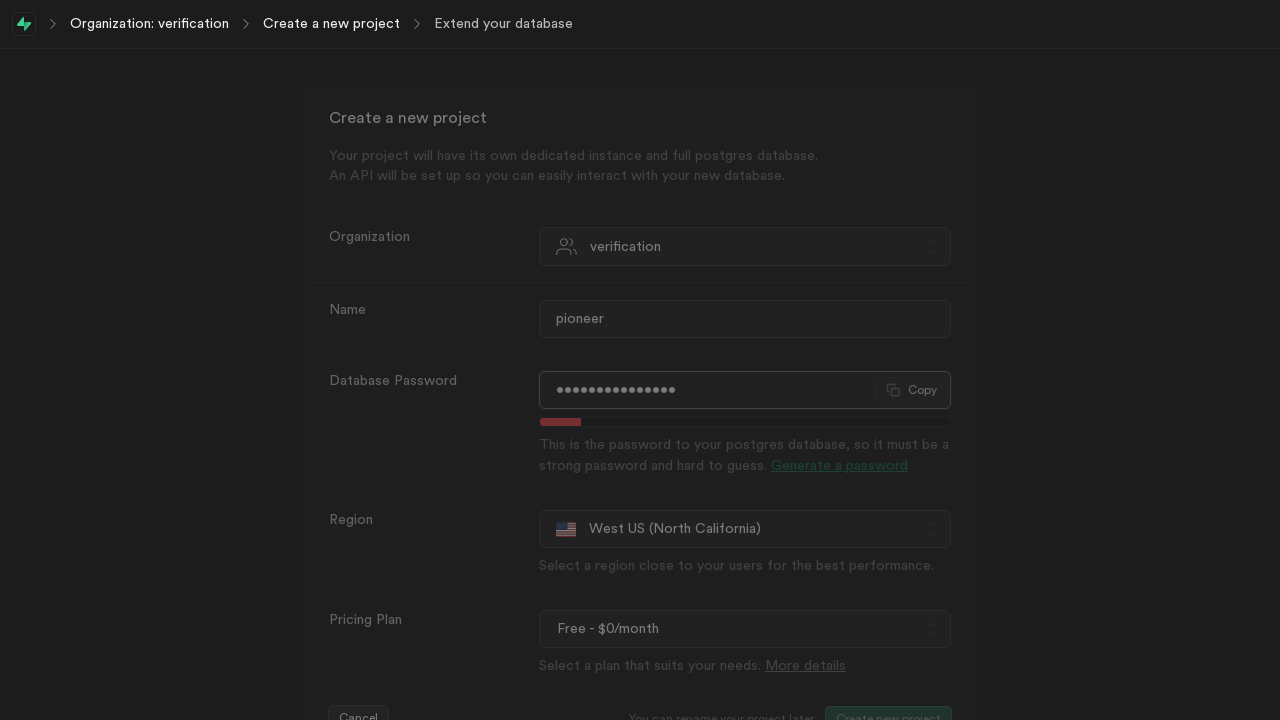 Organization: verification
Create a new project
Extend your database
Create a new project
Your project will have its own dedicated instance and full postgres database.
An API will be set up so you can easily interact with your new database.
Organization
verification
Name
pioneer
Database Password
•••••••••••••••
Copy
This is the password to your postgres database, so it must be a
strong password and hard to guess. Generate a password
Region
West US (North California)
Select a region close to your users for the best performance.
Pricing Plan
Free - $0/month
Select a plan that suits your needs. More details
Cancel
You can rename your project later
Create new project